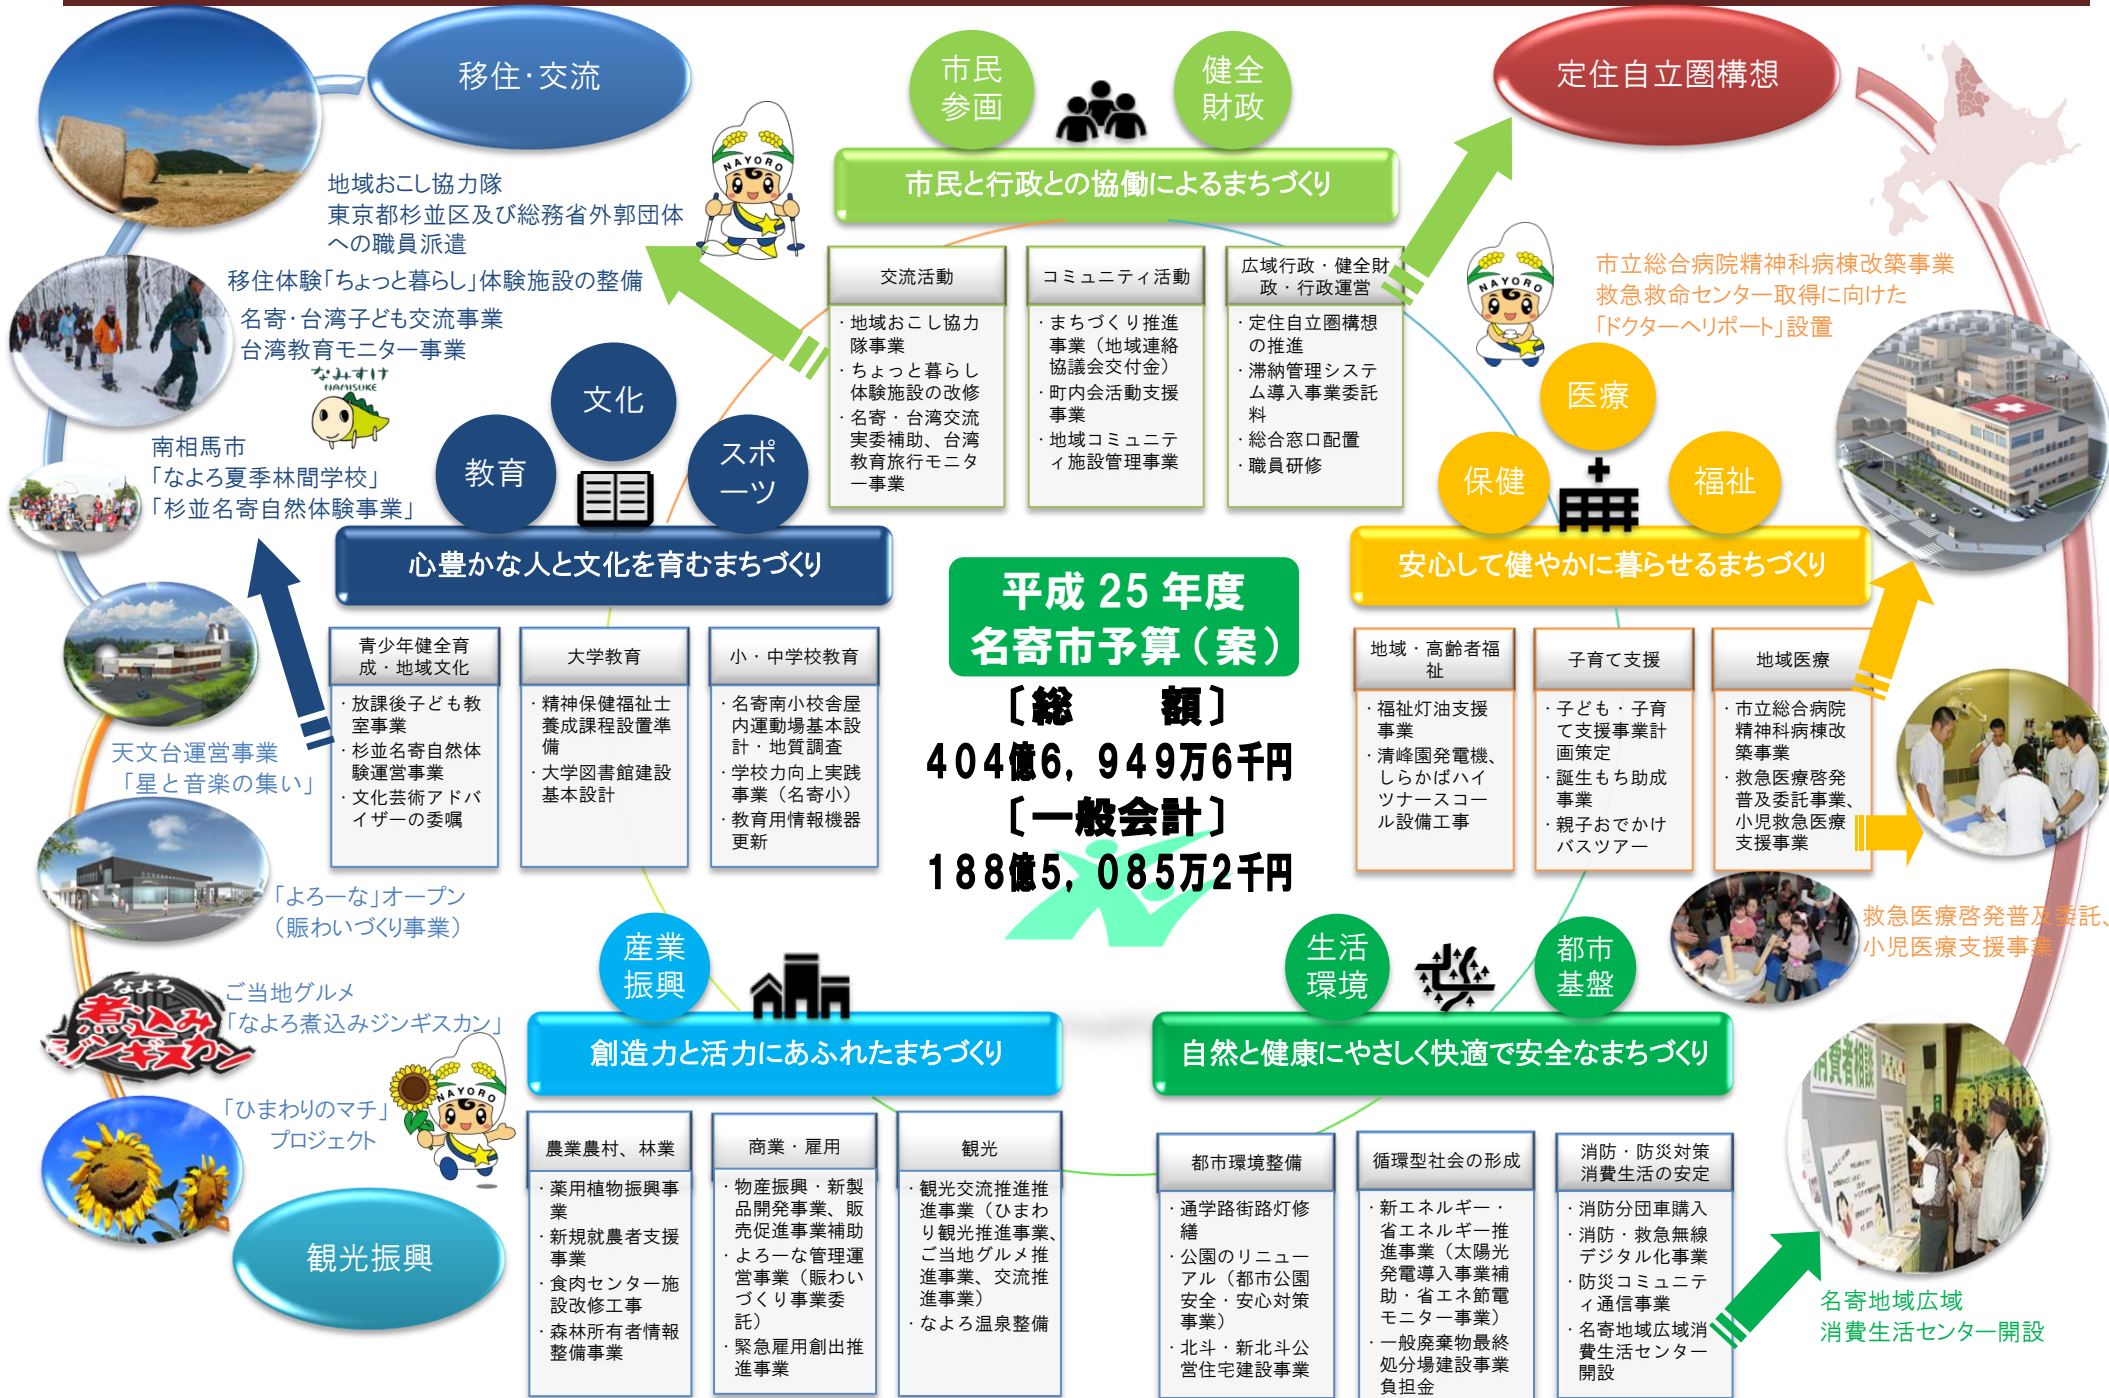 移住・交流
市民
参画
健全
財政
定住自立圏構想
市民と行政との協働によるまちづくり
NAYORO
地域おこし協力隊
東京都杉並区及び総務省外郭団体
への職員派遣
移住体験「ちょっと暮らし」体験施設の整備
名寄・台湾子ども交流事業
台湾教育モニター事業
なみすけ
NAMISUKE
南相馬市
「なよろ夏季林間学校」
「杉並名寄自然体験事業」
交流活動
・地域おこし協力
隊事業
・ちょっと暮らし
体験施設の改修
・名寄・台湾交流
実委補助、台湾
教育旅行モニタ
ー事業
コミュニティ活動
・まちづくり推進
事業(地域連絡
協議会交付金)
・町内会活動支援
事業
・地域コミュニテ
ィ施設管理事業
広域行政・健全財
政・行政運営
・定住自立圏構想
の推進
・滞納管理システ
ム導入事業委託
料
・総合窓口配置
・職員研修
NAYORO
市立総合病院精神科病棟改築事業
救急救命センター取得に向けた
「ドクターヘリポート」設置
教育
文化
スポ
ーツ
心豊かな人と文化を育むまちづくり
青少年健全育
成・地域文化
・放課後子ども教
室事業
・杉並名寄自然体
験運営事業
・文化芸術アドバ
イザーの委嘱
大学教育
・精神保健福祉士
養成課程設置準
備
・大学図書館建設
基本設計
小・中学校教育
・名寄南小校舎屋
内運動場基本設
計・地質調査
・学校力向上実践
事業(名寄小)
・教育用情報機器
更新
平成 25 年度
名寄市予算(案)
〔総 額〕
404億6,949万6千円
〔一般会計〕
188億5,085万2千円
保健
医療
福祉
安心して健やかに暮らせるまちづくり
地域・高齢者福
祉
・福祉灯油支援
事業
・清峰園発電機、
しらかばハイ
ツナースコー
ル設備工事
子育て支援
・子ども・子育
て支援事業計
画策定
・誕生もち助成
事業
・親子おでかけ
バスツアー
地域医療
・市立総合病院
精神科病棟改
築事業
・救急医療啓発
普及委託事業、
小児救急医療
支援事業
救急医療啓発普及委託、
小児医療支援事業
天文台運営事業
「星と音楽の集い」
「よろーな」オープン
(賑わいづくり事業)
なよろ
煮込み
ジンギスカン
ご当地グルメ
「なよろ煮込みジンギスカン」
「ひまわりのマチ」
プロジェクト
NAYORO
観光振興
産業
振興
創造力と活力にあふれたまちづくり
農業農村、林業
・薬用植物振興事
業
・新規就農者支援
事業
・食肉センター施
設改修工事
・森林所有者情報
整備事業
商業・雇用
・物産振興・新製
品開発事業、販
売促進事業補助
・よろーな管理運
営事業(賑わい
づくり事業委
託)
・緊急雇用創出推
進事業
観光
・観光交流推進推
進事業(ひまわ
り観光推進事業、
ご当地グルメ推
進事業、交流推
進事業)
・なよろ温泉整備
生活
環境
都市
基盤
自然と健康にやさしく快適で安全なまちづくり
都市環境整備
・通学路街路灯修
繕
・公園のリニュー
アル(都市公園
安全・安心対策
事業)
・北斗・新北斗公
営住宅建設事業
循環型社会の形成
・新エネルギー・
省エネルギー推
進事業(太陽光
発電導入事業補
助・省エネ節電
モニター事業)
・一般廃棄物最終
処分場建設事業
負担金
消防・防災対策
消費生活の安定
・消防分団車購入
・消防・救急無線
デジタル化事業
・防災コミュニテ
ィ通信事業
・名寄地域広域消
費生活センター
開設
消費者相談
名寄地域広域
消費生活センター開設